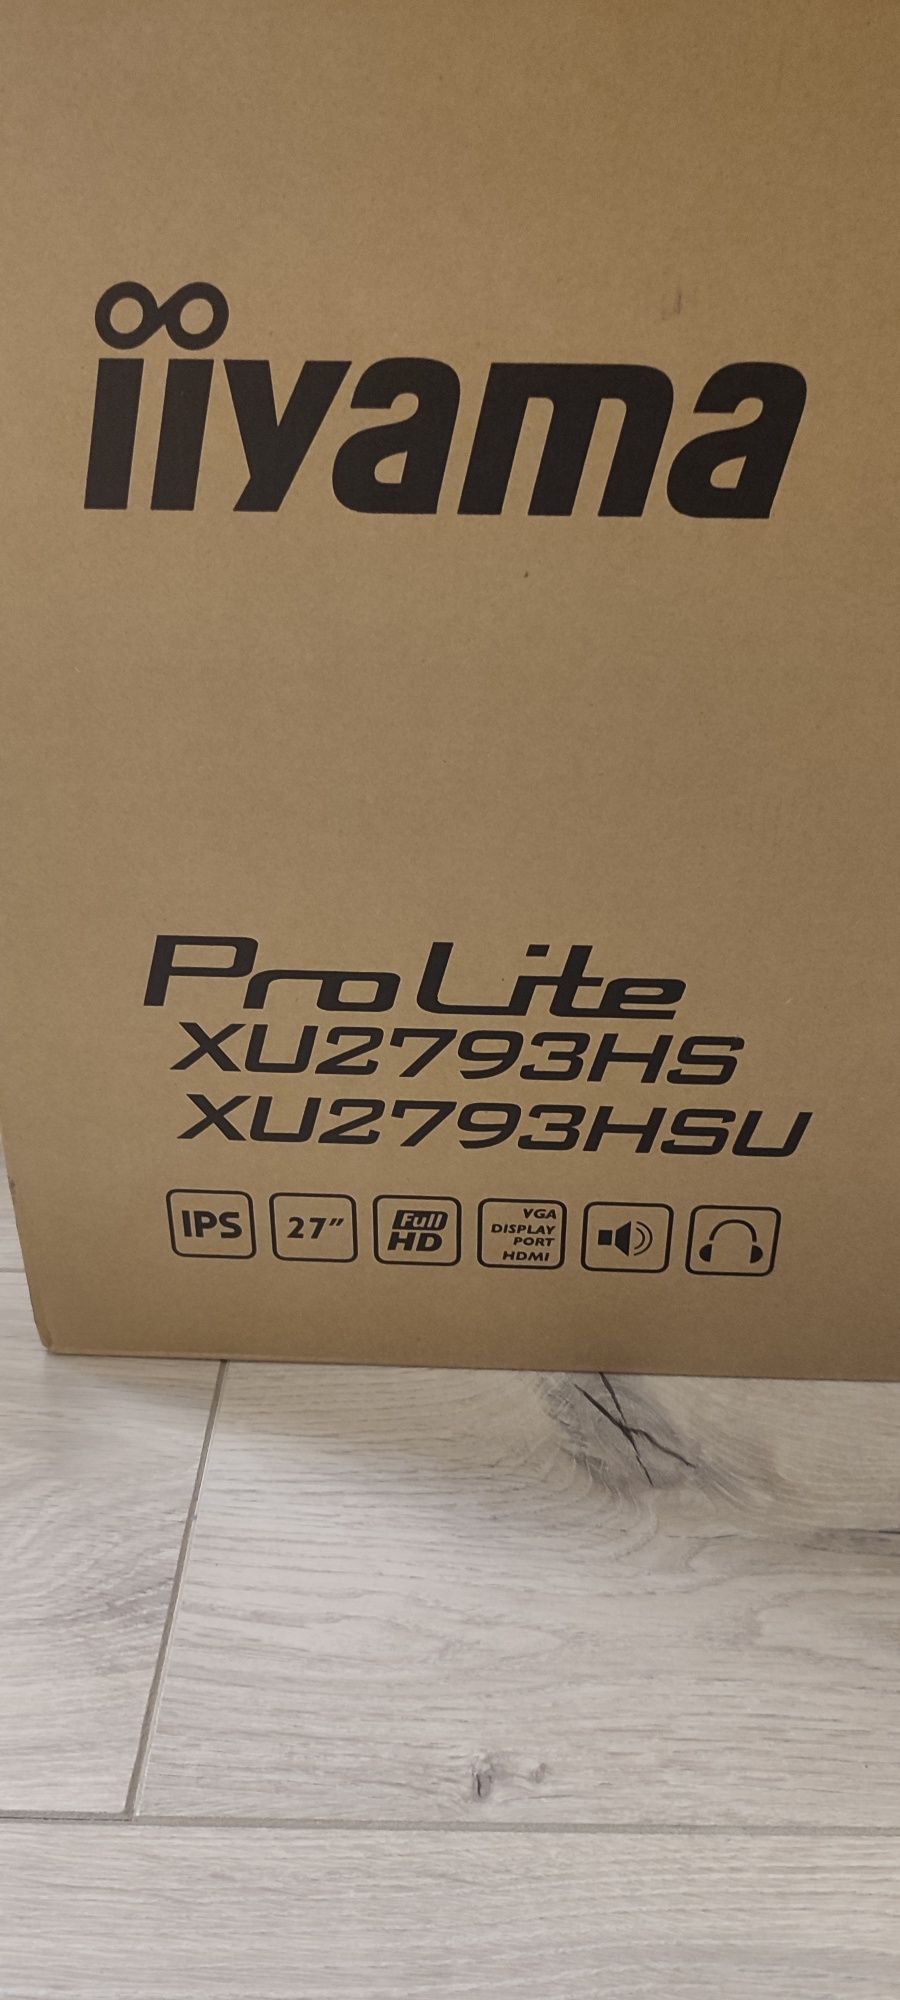 iiyama
ProLite
XU2793HS
XU2793HSU
IPS
27"
Full
HD
VGA
DISPLAY
PORT
HDMI